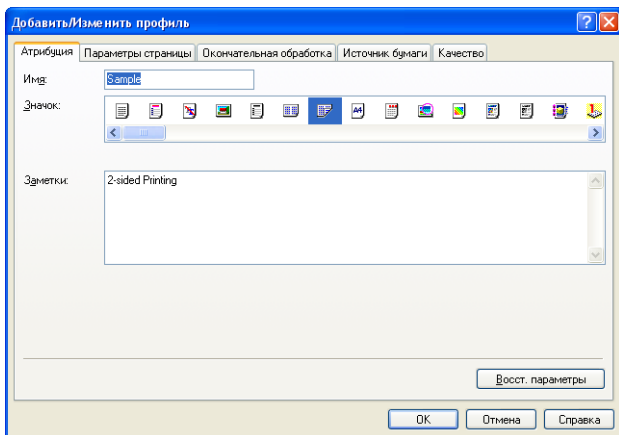 Добавить/Изменить профиль
Атрибуция Параметры страницы Окончательная обработка Источник бумаги Качество
Имя: Sample
Значок:
A4
Заметки: 2-sided Printing
Восст. параметры
OK Отмена Справка